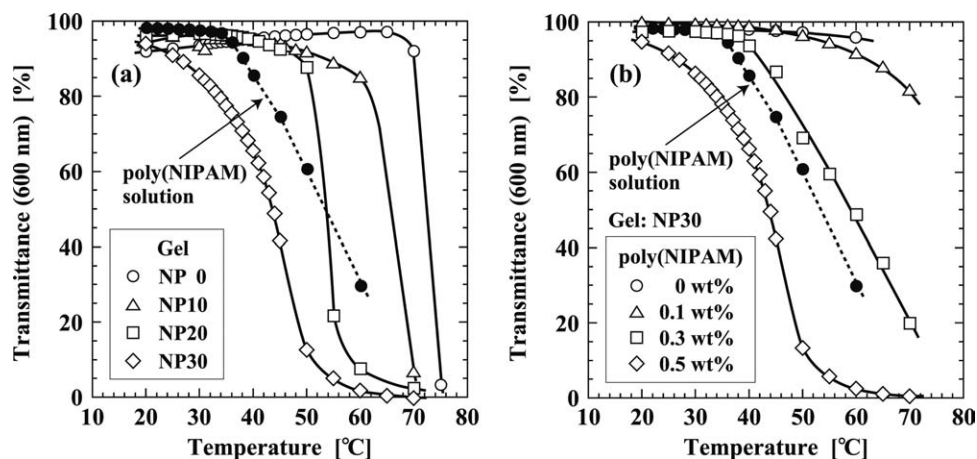 (a)
Transmittance (600 nm) [%]
100
80
60
40
20
0
poly(NIPAM)
solution
Gel
NP 0
NP10
NP20
NP30
10 20 30 40 50 60 70 80
Temperature [℃]
(b)
Transmittance (600 nm) [%]
100
80
60
40
20
0
poly(NIPAM)
solution
Gel: NP30
poly(NIPAM)
0 wt%
0.1 wt%
0.3 wt%
0.5 wt%
10 20 30 40 50 60 70 80
Temperature [℃]